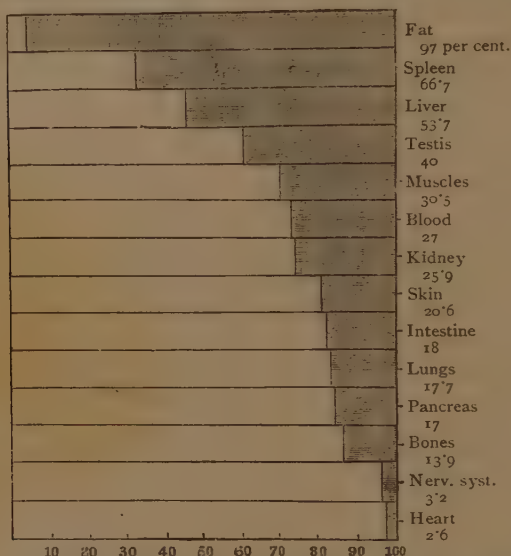 Fat
97 per cent.
Spleen
66·7
Liver
53·7
Testis
40
Muscles
30·5
Blood
27
Kidney
25·9
Skin
20·6
Intestine
18
Lungs
17·7
Pancreas
17
Bones
13·9
Nerv. syst.
3·2
Heart
2·6
10 20 30 40 50 60 70 80 90 100